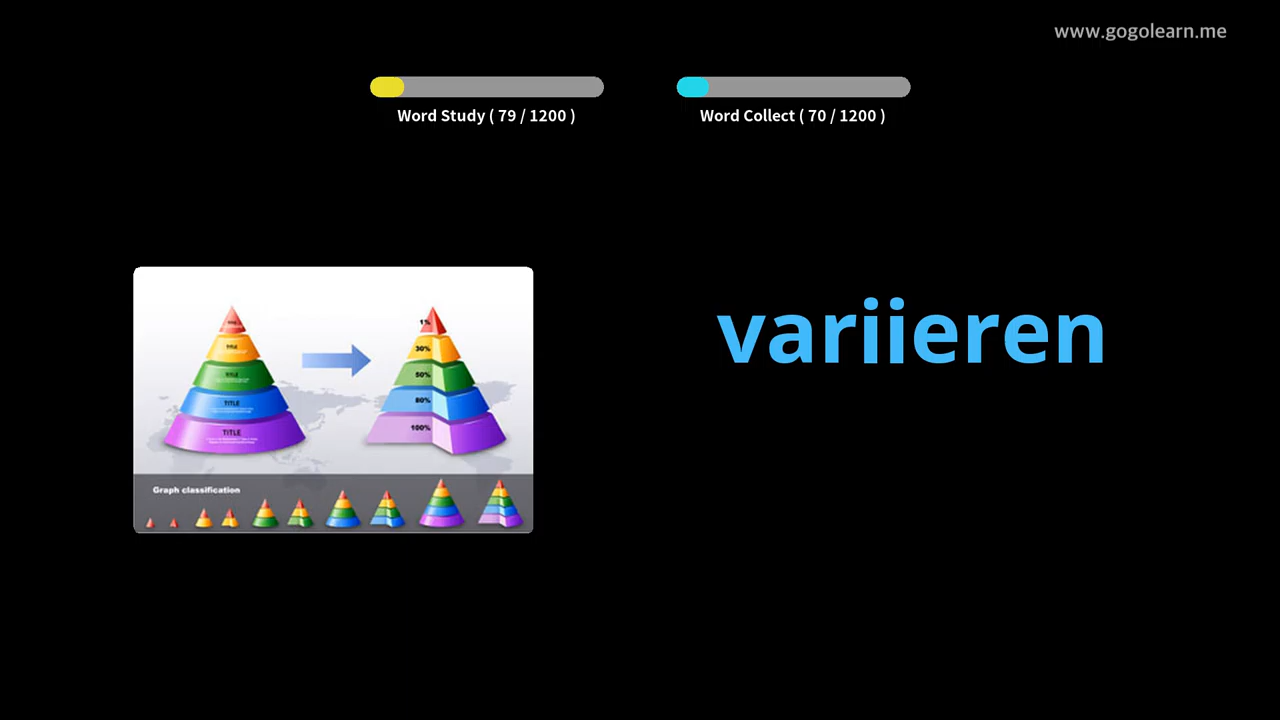 www.gogolearn.me
Word Study ( 79 / 1200 )
Word Collect ( 70 / 1200 )
variieren
TITLE
TITLE
TITLE
TITLE
1%
30%
50%
80%
100%
Graph classification